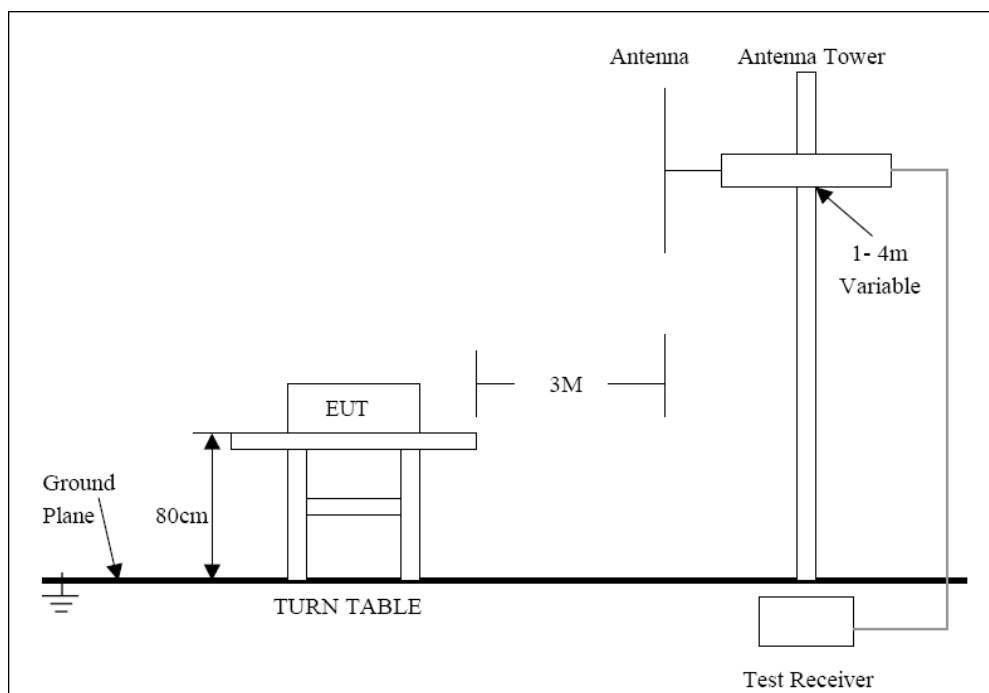 Antenna
Antenna Tower
1- 4m
Variable
3M
EUT
Ground
Plane
80cm
TURN TABLE
Test Receiver